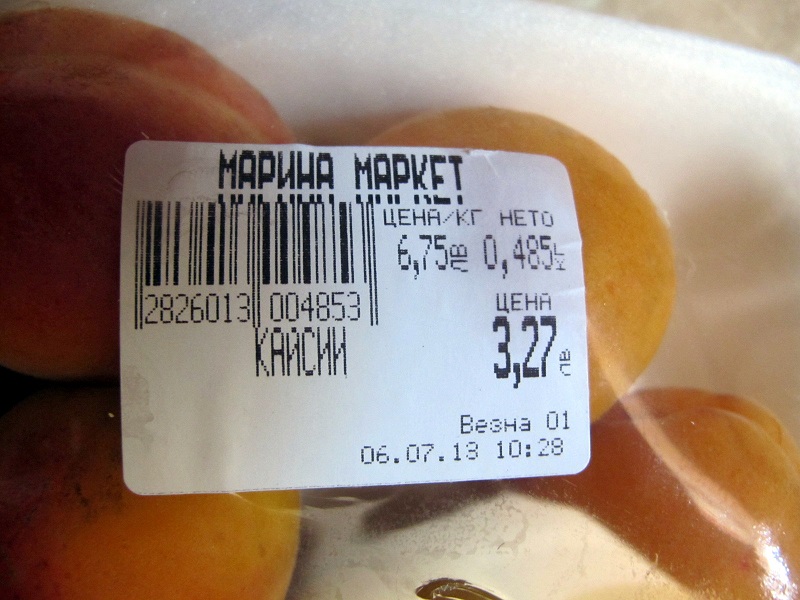 МАРИНА МАРКЕТ
ЦЕНА/КГ НЕТО
6,75лв 0,485кг
2826013 004853
ЦЕНА
КАЙСИИ
3,27лв
Везна 01
06.07.13 10:28